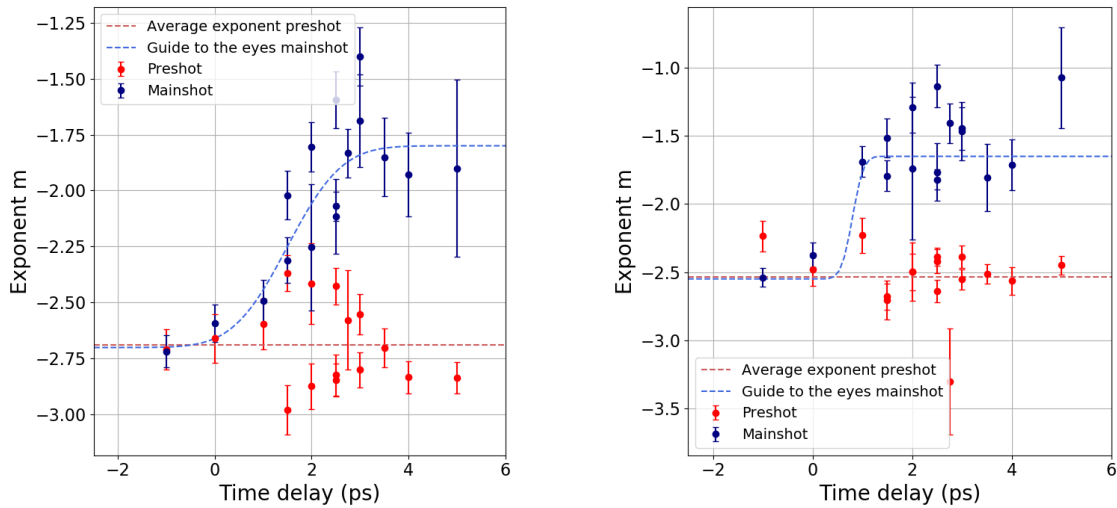 −1.25
−1.50
−1.75
−2.00
−2.25
−2.50
−2.75
−3.00
Exponent m
Average exponent preshot
Guide to the eyes mainshot
Preshot
Mainshot
−2 0 2 4 6
Time delay (ps)
−1.0
−1.5
−2.0
−2.5
−3.0
−3.5
Exponent m
Average exponent preshot
Guide to the eyes mainshot
Preshot
Mainshot
−2 0 2 4 6
Time delay (ps)